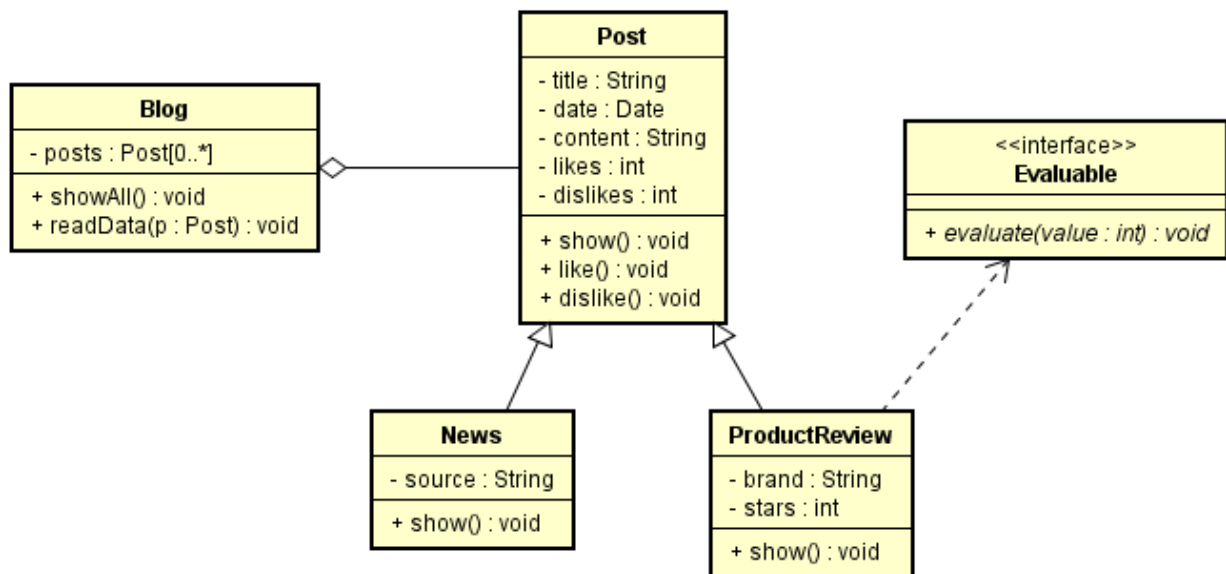 Post
- title : String
- date : Date
- content : String
- likes : int
- dislikes : int
+ show() : void
+ like() : void
+ dislike() : void
Blog
- posts : Post[0..*]
+ showAll() : void
+ readData(p : Post) : void
<<interface>>
Evaluable
+ evaluate(value : int) : void
News
- source : String
+ show() : void
ProductReview
- brand : String
- stars : int
+ show() : void